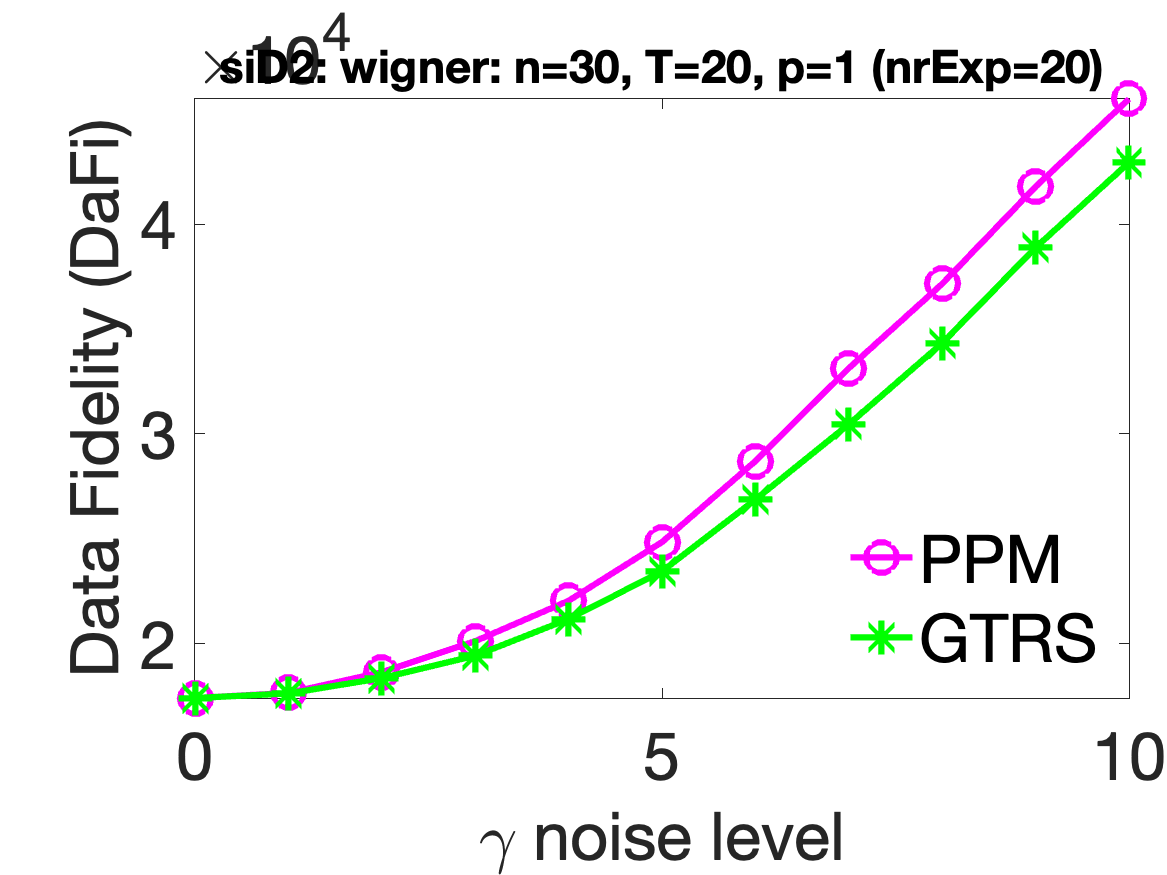 × 10^4
siD2: wigner: n=30, T=20, p=1 (nrExp=20)
Data Fidelity (DaFi)
4
3
2
PPM
GTRS
0 5 10
γ noise level